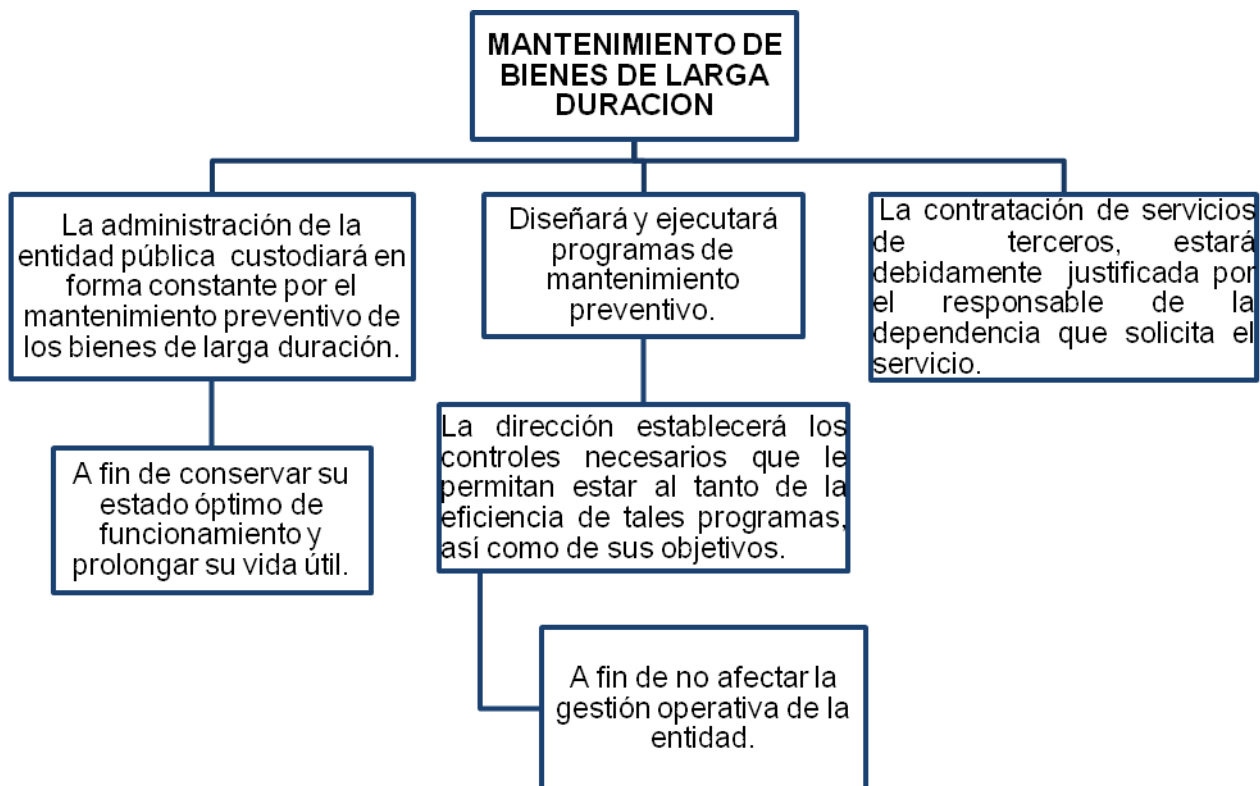 MANTENIMIENTO DE
BIENES DE LARGA
DURACION
La administración de la
entidad pública custodiará en
forma constante por el
mantenimiento preventivo de
los bienes de larga duración.
A fin de conservar su
estado óptimo de
funcionamiento y
prolongar su vida útil.
Diseñará y ejecutará
programas de
mantenimiento
preventivo.
La dirección establecerá los
controles necesarios que le
permitan estar al tanto de la
eficiencia de tales programas,
así como de sus objetivos.
A fin de no afectar la
gestión operativa de la
entidad.
La contratación de servicios
de terceros, estará
debidamente justificada por
el responsable de la
dependencia que solicita el
servicio.